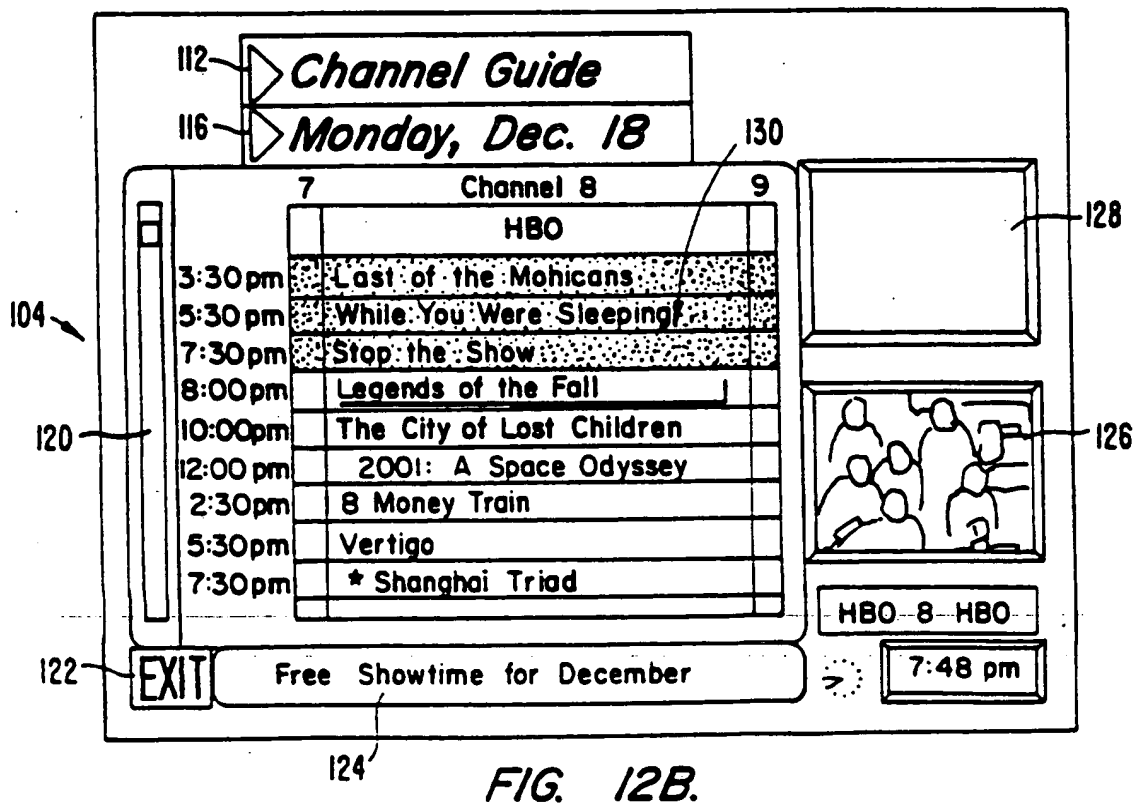 112 Channel Guide
116 Monday, Dec. 18
130
7 Channel 8 9
HBO
128
3:30pm Last of the Mohicans
104
5:30pm While You Were Sleeping
7:30pm Stop the Show
8:00pm Legends of the Fall
120
10:00pm The City of Lost Children
126
12:00 pm 2001: A Space Odyssey
2:30pm 8 Money Train
5:30pm Vertigo
7:30pm * Shanghai Triad
HBO 8 HBO
122 EXIT Free Showtime for December 7:48 pm
124
FIG. 12B.